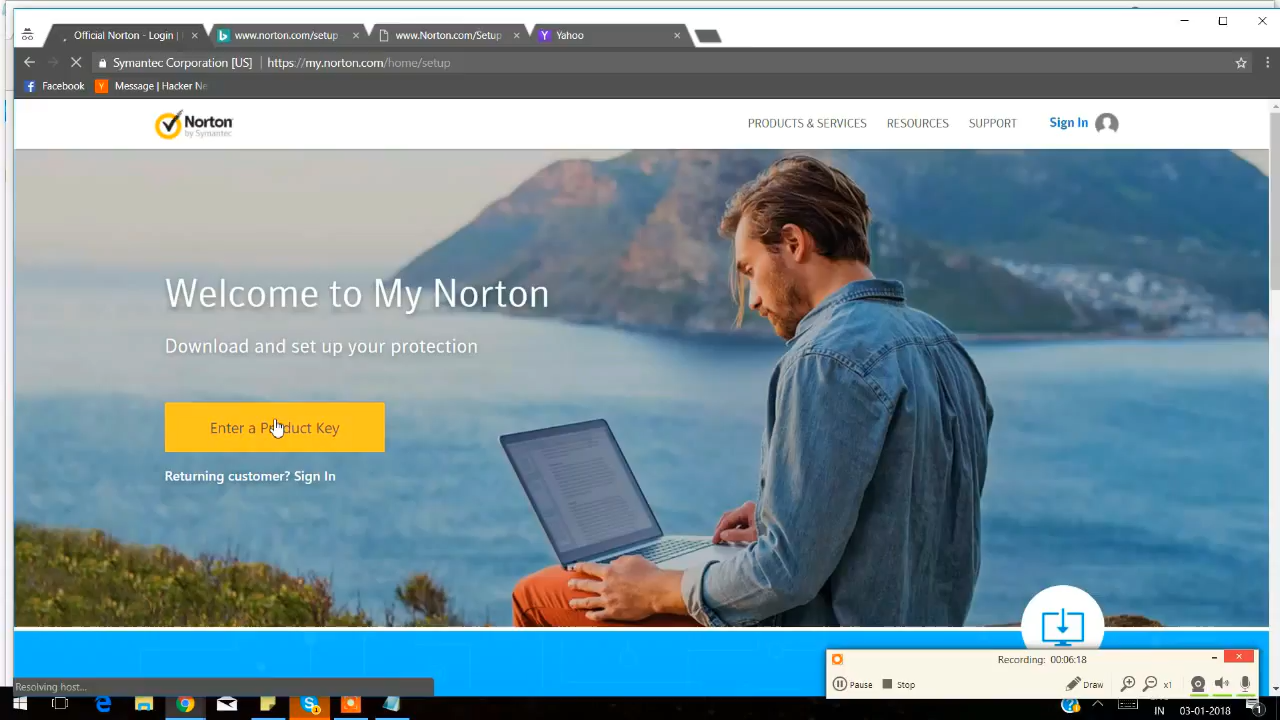 Official Norton - Login |
www.norton.com/setup
www.Norton.com/Setup
Yahoo
Symantec Corporation [US] | https://my.norton.com/home/setup
Facebook
Message | Hacker Ne
Norton
by Symantec
PRODUCTS & SERVICES
RESOURCES
SUPPORT
Sign In
Welcome to My Norton
Download and set up your protection
Enter a Product Key
Returning customer? Sign In
Recording: 00:06:18
Pause
Stop
Draw
x1
Resolving host...
IN
03-01-2018
1